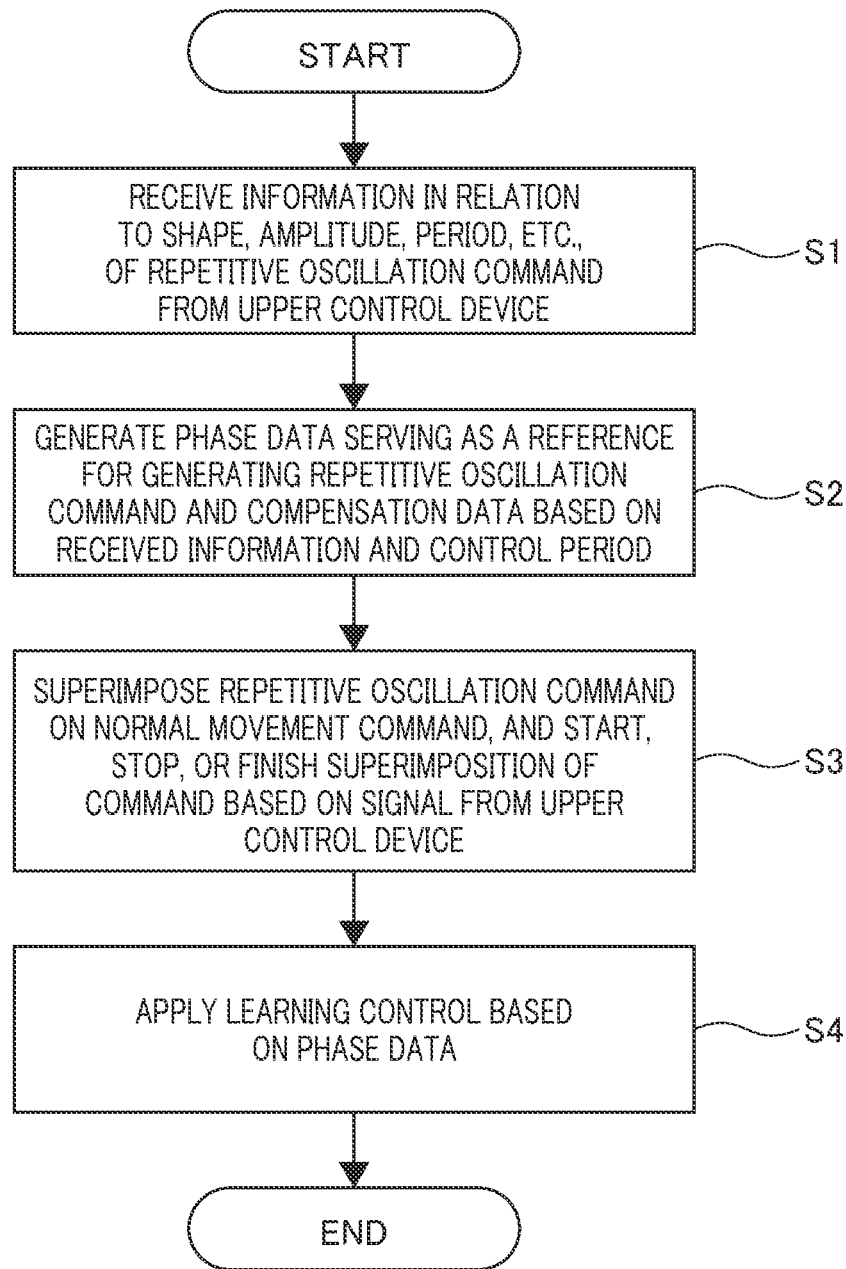 START
RECEIVE INFORMATION IN RELATION
TO SHAPE, AMPLITUDE, PERIOD, ETC.,
OF REPETITIVE OSCILLATION COMMAND
FROM UPPER CONTROL DEVICE
S1
GENERATE PHASE DATA SERVING AS A REFERENCE
FOR GENERATING REPETITIVE OSCILLATION
COMMAND AND COMPENSATION DATA BASED ON
RECEIVED INFORMATION AND CONTROL PERIOD
S2
SUPERIMPOSE REPETITIVE OSCILLATION COMMAND
ON NORMAL MOVEMENT COMMAND, AND START,
STOP, OR FINISH SUPERIMPOSITION OF
COMMAND BASED ON SIGNAL FROM UPPER
CONTROL DEVICE
S3
APPLY LEARNING CONTROL BASED
ON PHASE DATA
S4
END